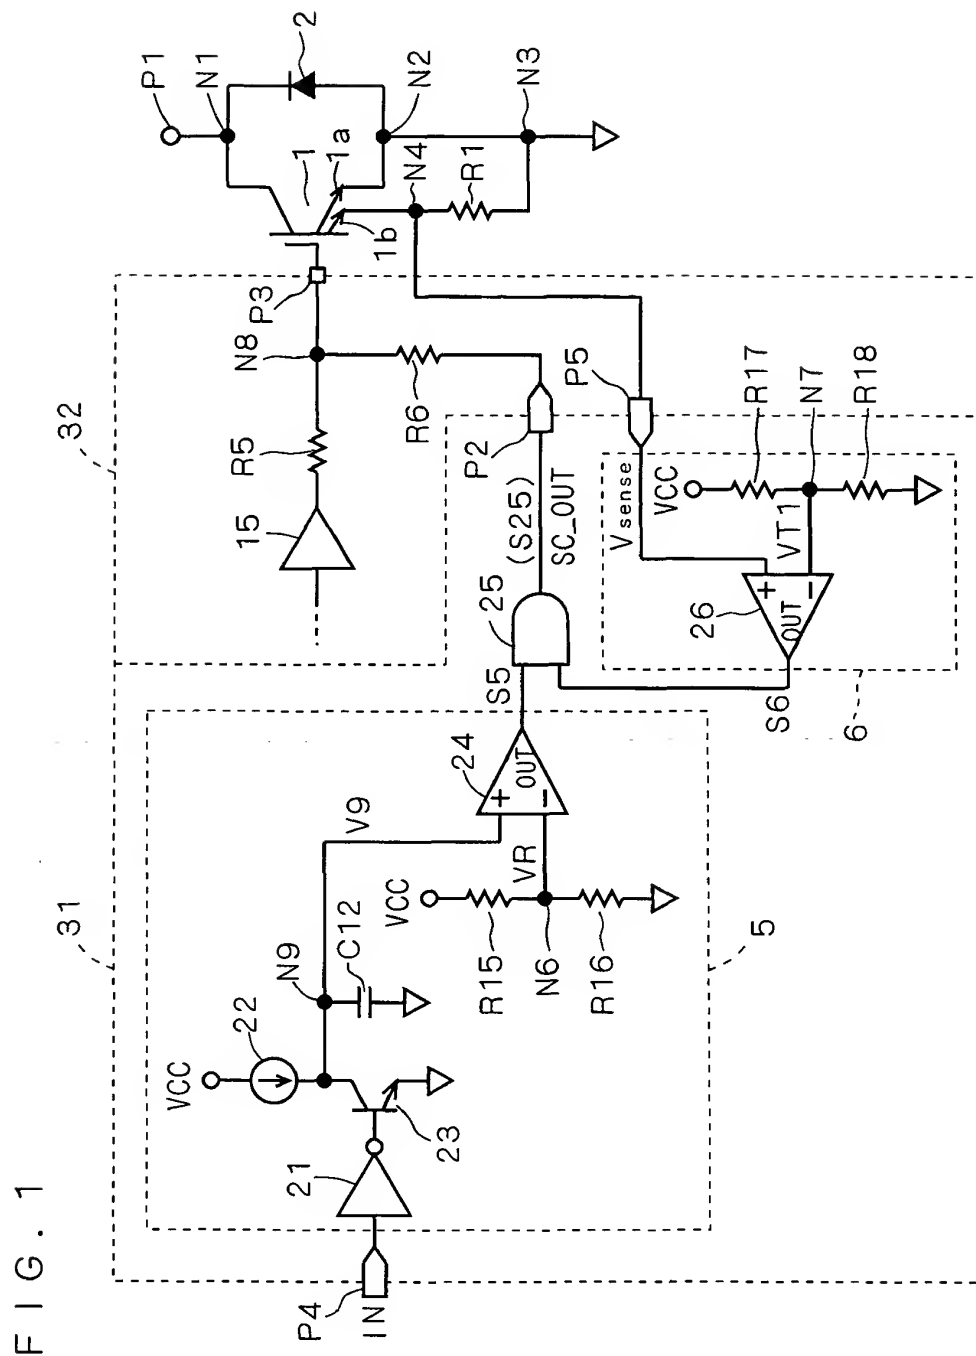 FIG. 1
31
32
P1
N1
2
1
1a
1b
N2
N3
N4
R1
P3
N8
R5
15
R6
P2
P5
(S25)
SC_OUT
25
Vsense
VCC
R17
N7
R18
VT1
26
+
−
OUT
S6
6
S5
24
+
−
OUT
V9
VR
VCC
R15
N6
R16
5
N9
C12
22
VCC
23
21
P4
IN